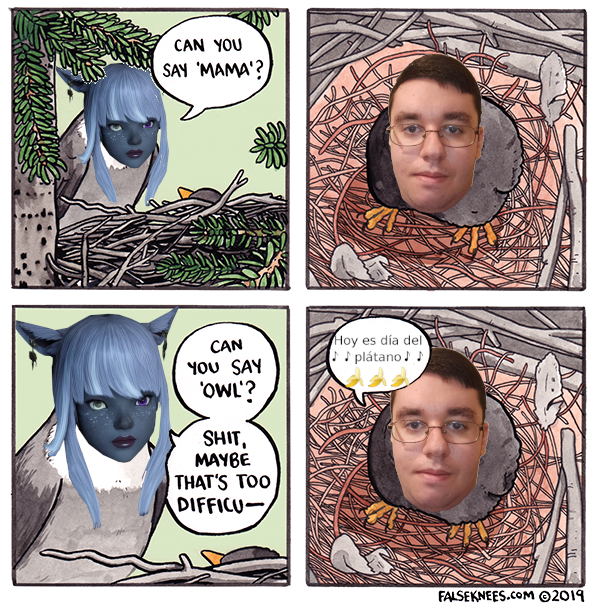 CAN YOU
SAY 'MAMA'?
CAN
YOU SAY
'OWL'?
SHIT,
MAYBE
THAT'S TOO
DIFFICU—
Hoy es día del
♪ ♪ plátano ♪ ♪
🍌🍌🍌
FALSEKNEES.COM ©2019